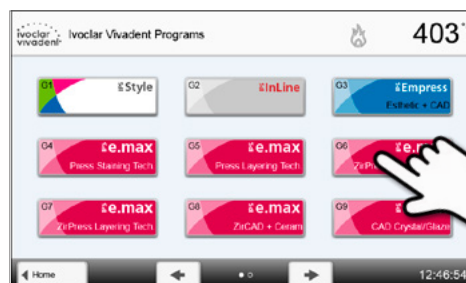 ivoclar
vivadent
Ivoclar Vivadent Programs
403°
G1
IPS Style
G2
IPS InLine
G3
IPS Empress
Esthetic + CAD
G4
IPS e.max
Press Staining Tech
G5
IPS e.max
Press Layering Tech
G6
IPS e.max
G7
IPS e.max
ZirPress Layering Tech
G8
IPS e.max
ZirCAD + Ceram
G9
CAD Crystal/Glaze
Home
12:46:54